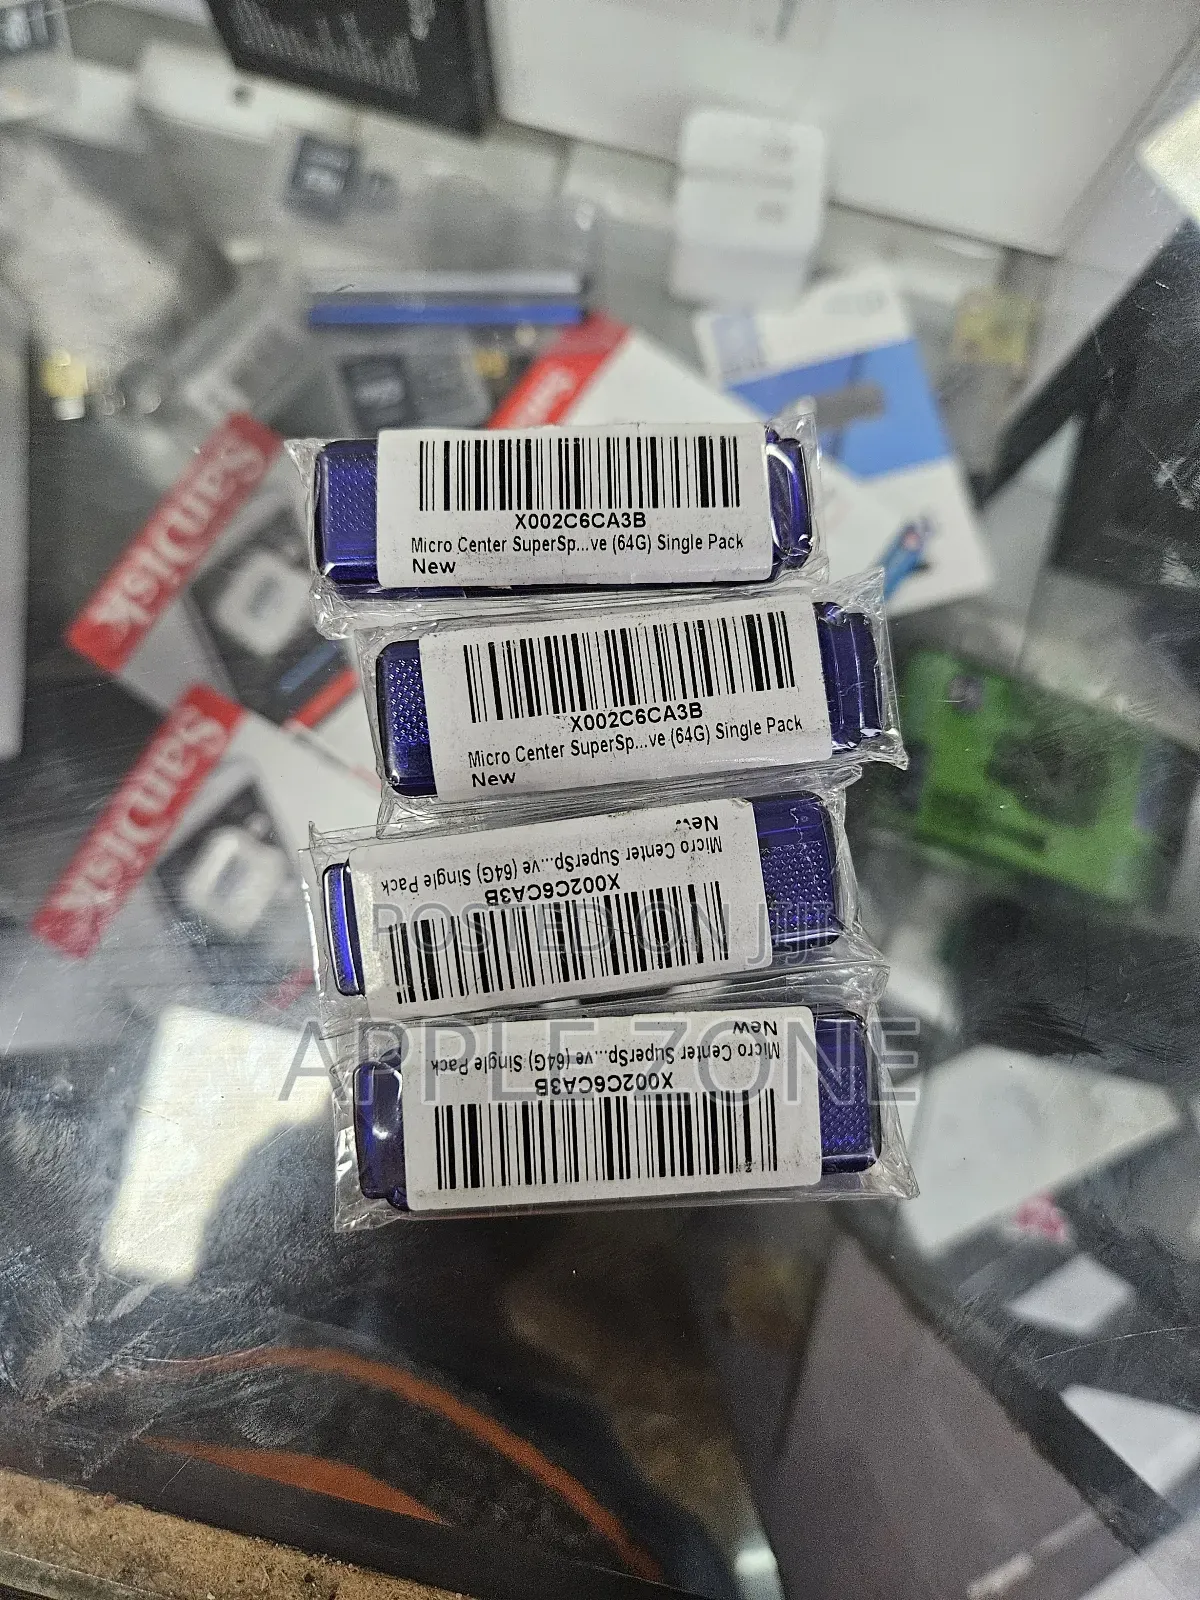 X002C6CA3B
Micro Center SuperSp...ve (64G) Single Pack
New
X002C6CA3B
Micro Center SuperSp...ve (64G) Single Pack
New
X002C6CA3B
Micro Center SuperSp...ve (64G) Single Pack
New
X002C6CA3B
Micro Center SuperSp...ve (64G) Single Pack
New
SanDisk
SanDisk
POSTED ON JIJI
APPLE ZONE